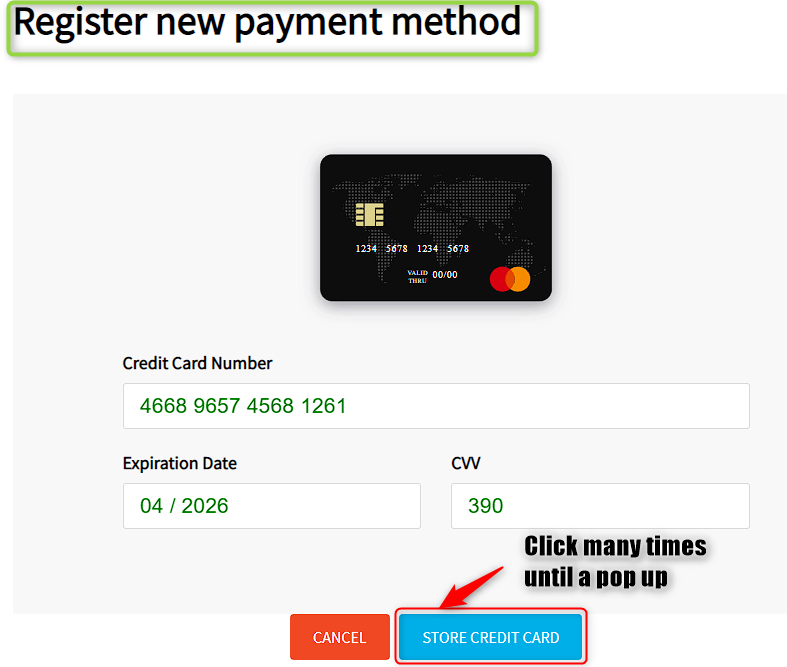 Register new payment method
1234 5678 1234 5678
VALID THRU 00/00
Credit Card Number
4668 9657 4568 1261
Expiration Date
CVV
04 / 2026
390
Click many times
until a pop up
CANCEL
STORE CREDIT CARD